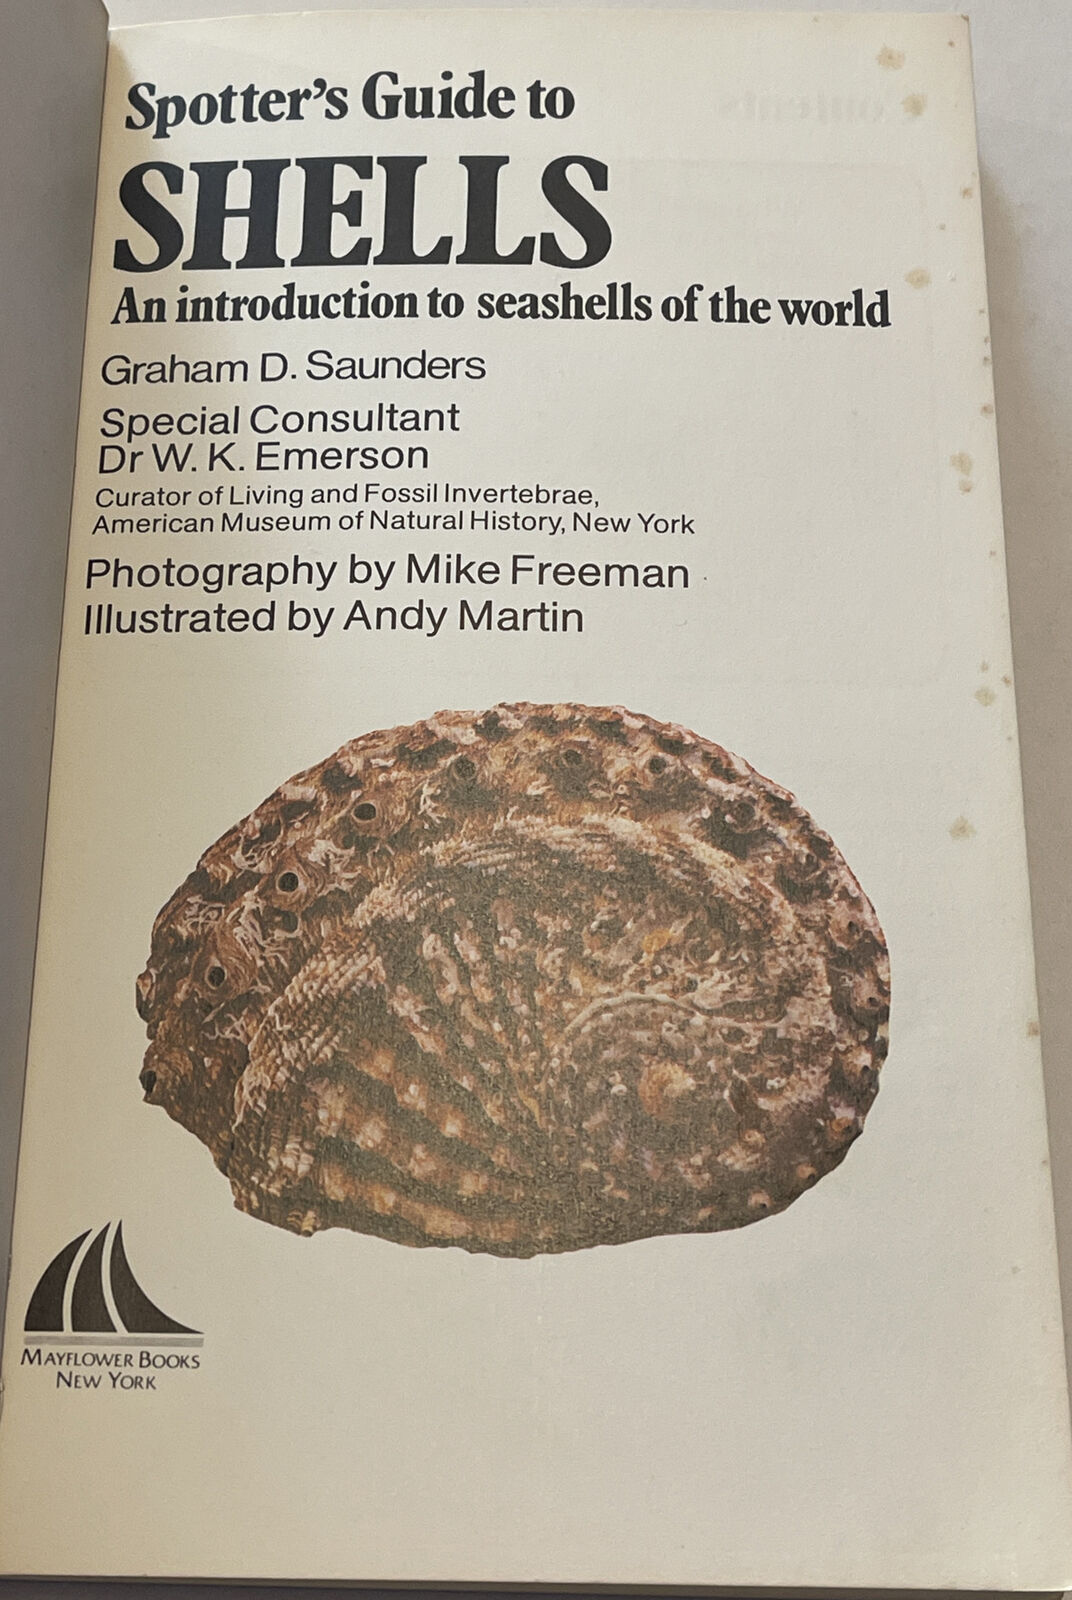 Spotter's Guide to
SHELLS
An introduction to seashells of the world
Graham D. Saunders
Special Consultant
Dr W. K. Emerson
Curator of Living and Fossil Invertebrae,
American Museum of Natural History, New York
Photography by Mike Freeman
Illustrated by Andy Martin
MAYFLOWER BOOKS
NEW YORK